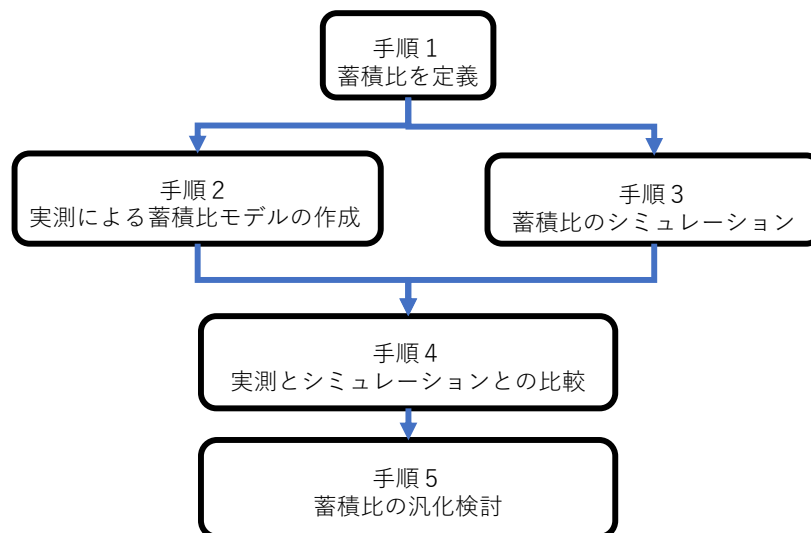 手順１
蓄積比を定義
手順２
実測による蓄積比モデルの作成
手順３
蓄積比のシミュレーション
手順４
実測とシミュレーションとの比較
手順５
蓄積比の汎化検討